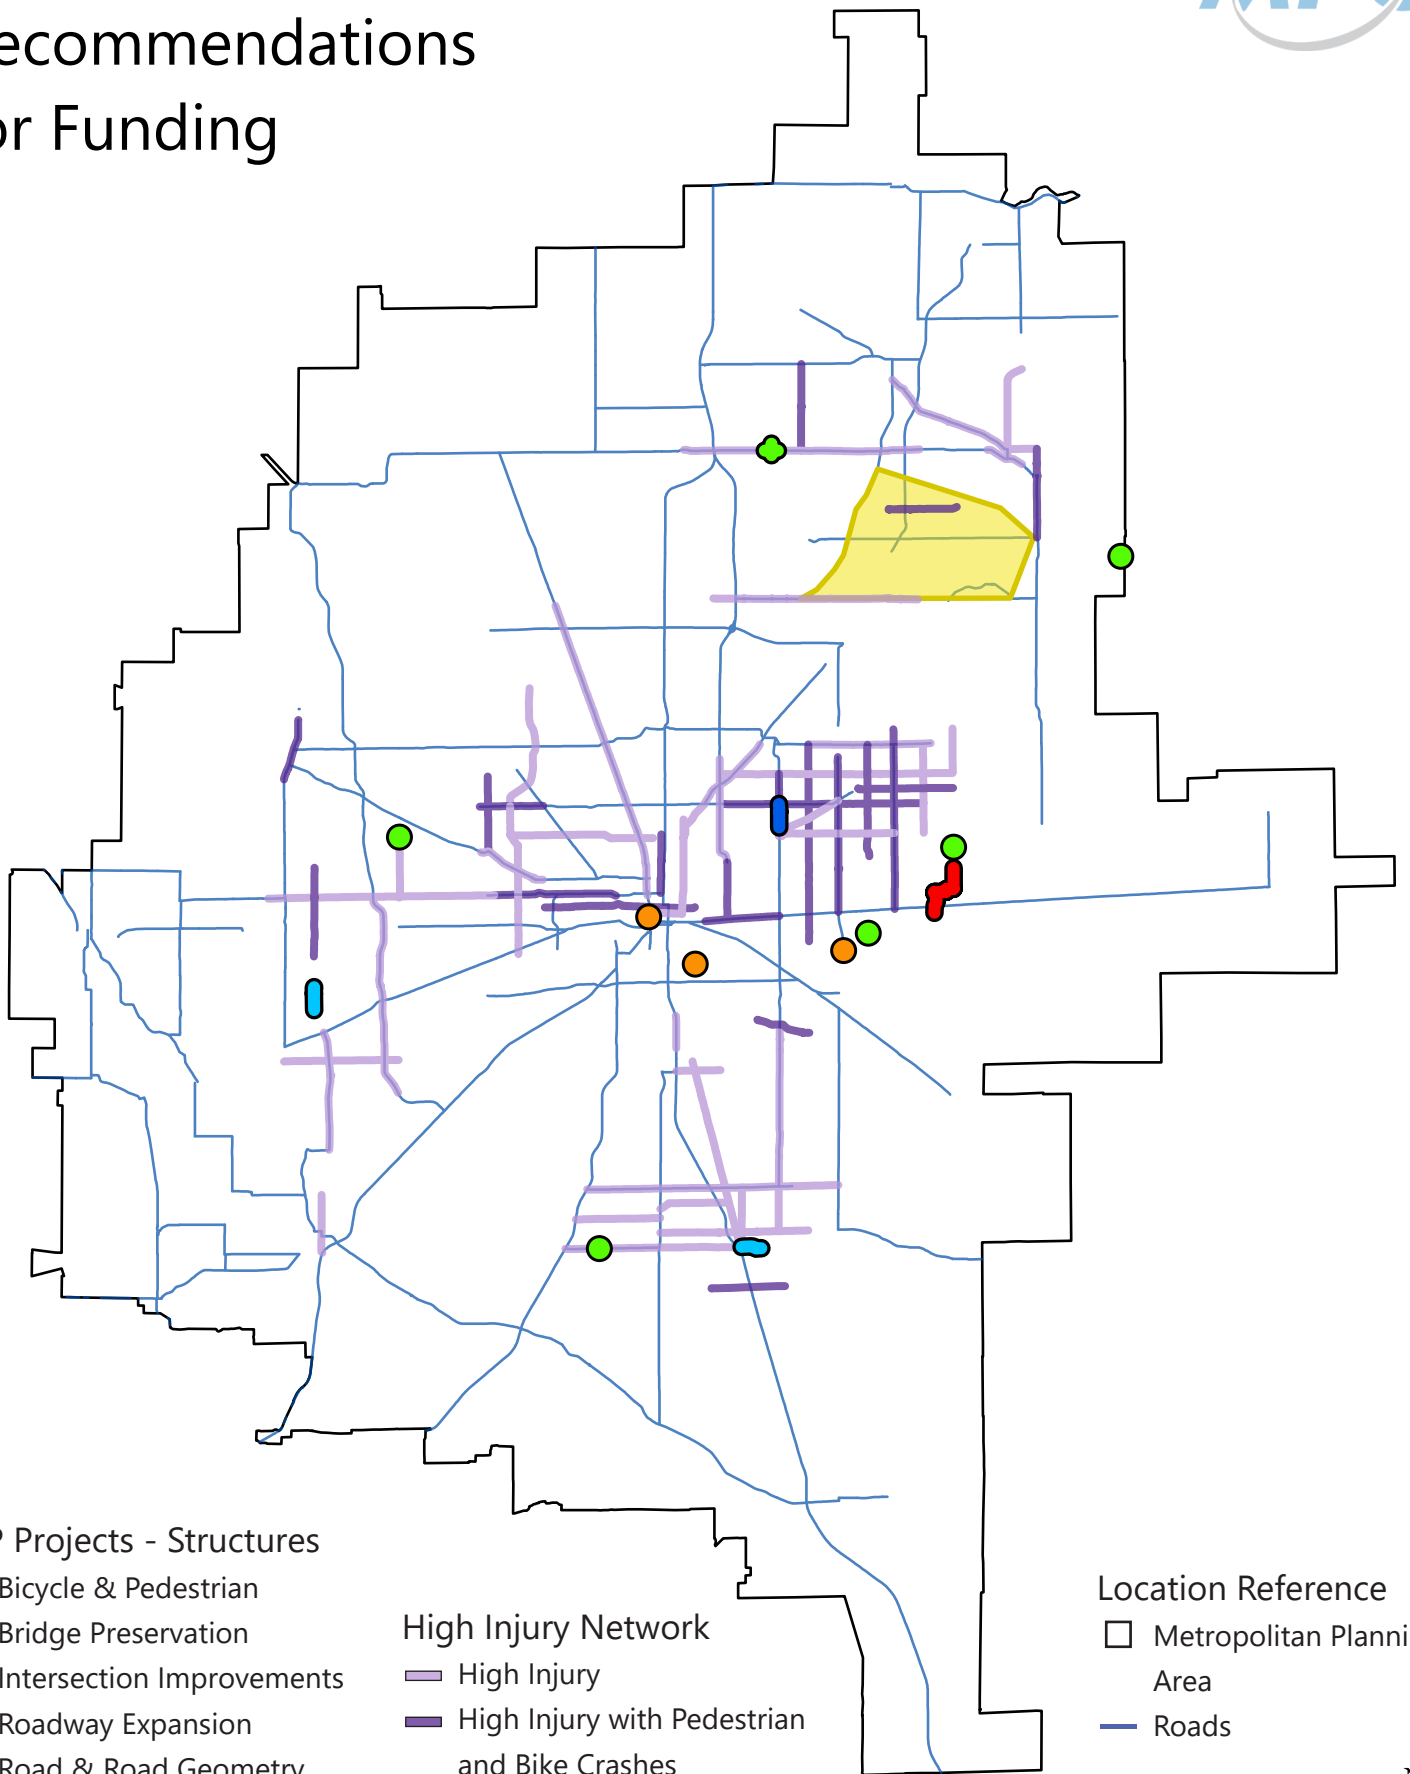 ecommendations
or Funding
P Projects - Structures
Bicycle & Pedestrian
Bridge Preservation
Intersection Improvements
Roadway Expansion
Road & Road Geometry
High Injury Network
High Injury
High Injury with Pedestrian
and Bike Crashes
Location Reference
Metropolitan Planni
Area
Roads